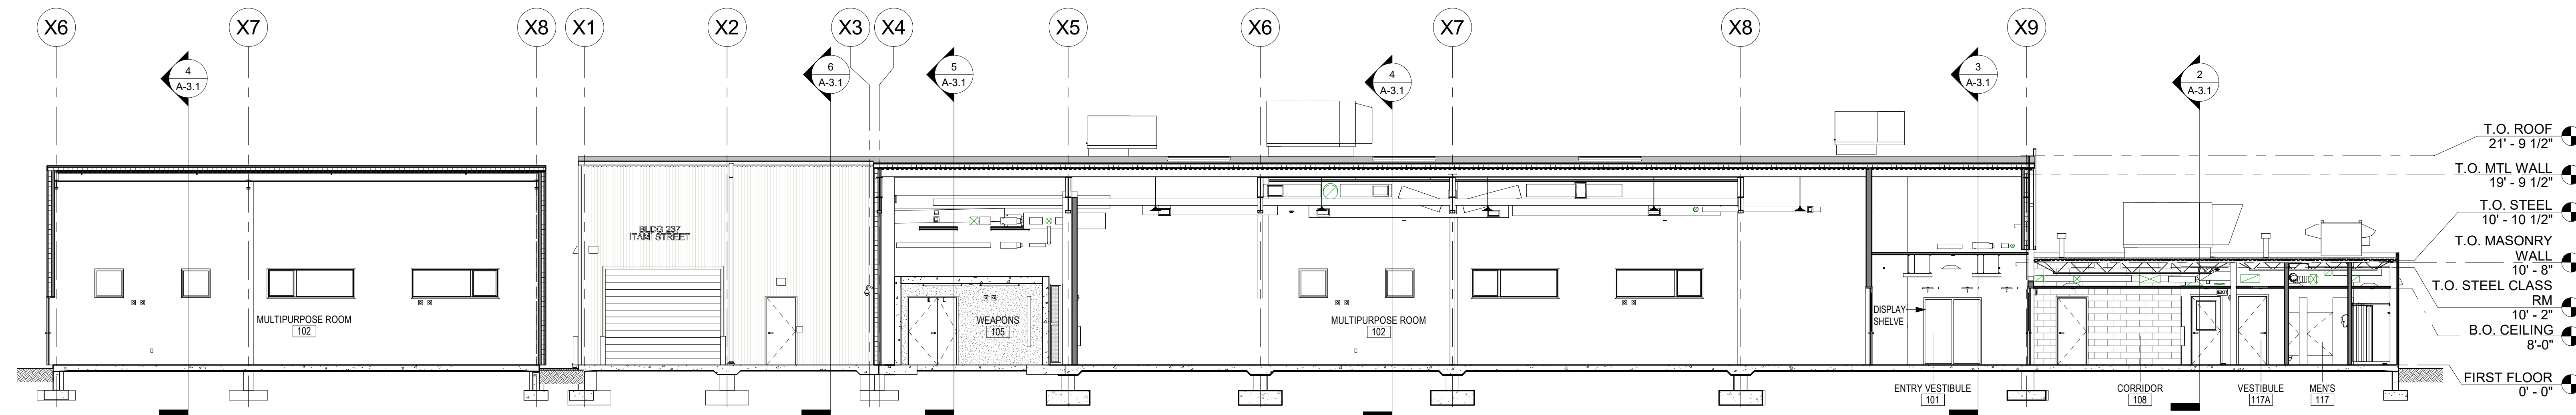 X6
X7
X8
X1
X2
X3
X4
X5
X6
X7
X8
X9
4
A-3.1
6
A-3.1
5
A-3.1
4
A-3.1
3
A-3.1
2
A-3.1
T.O. ROOF
21' - 9 1/2"
T.O. MTL WALL
19' - 9 1/2"
T.O. STEEL
10' - 10 1/2"
T.O. MASONRY
WALL
10' - 8"
T.O. STEEL CLASS
RM
10' - 2"
B.O. CEILING
8'-0"
FIRST FLOOR
0' - 0"
BLDG 237
ITAMI STREET
MULTIPURPOSE ROOM
102
WEAPONS
105
MULTIPURPOSE ROOM
102
DISPLAY
SHELVE
EXIT
ENTRY VESTIBULE
101
CORRIDOR
108
VESTIBULE
117A
MEN'S
117